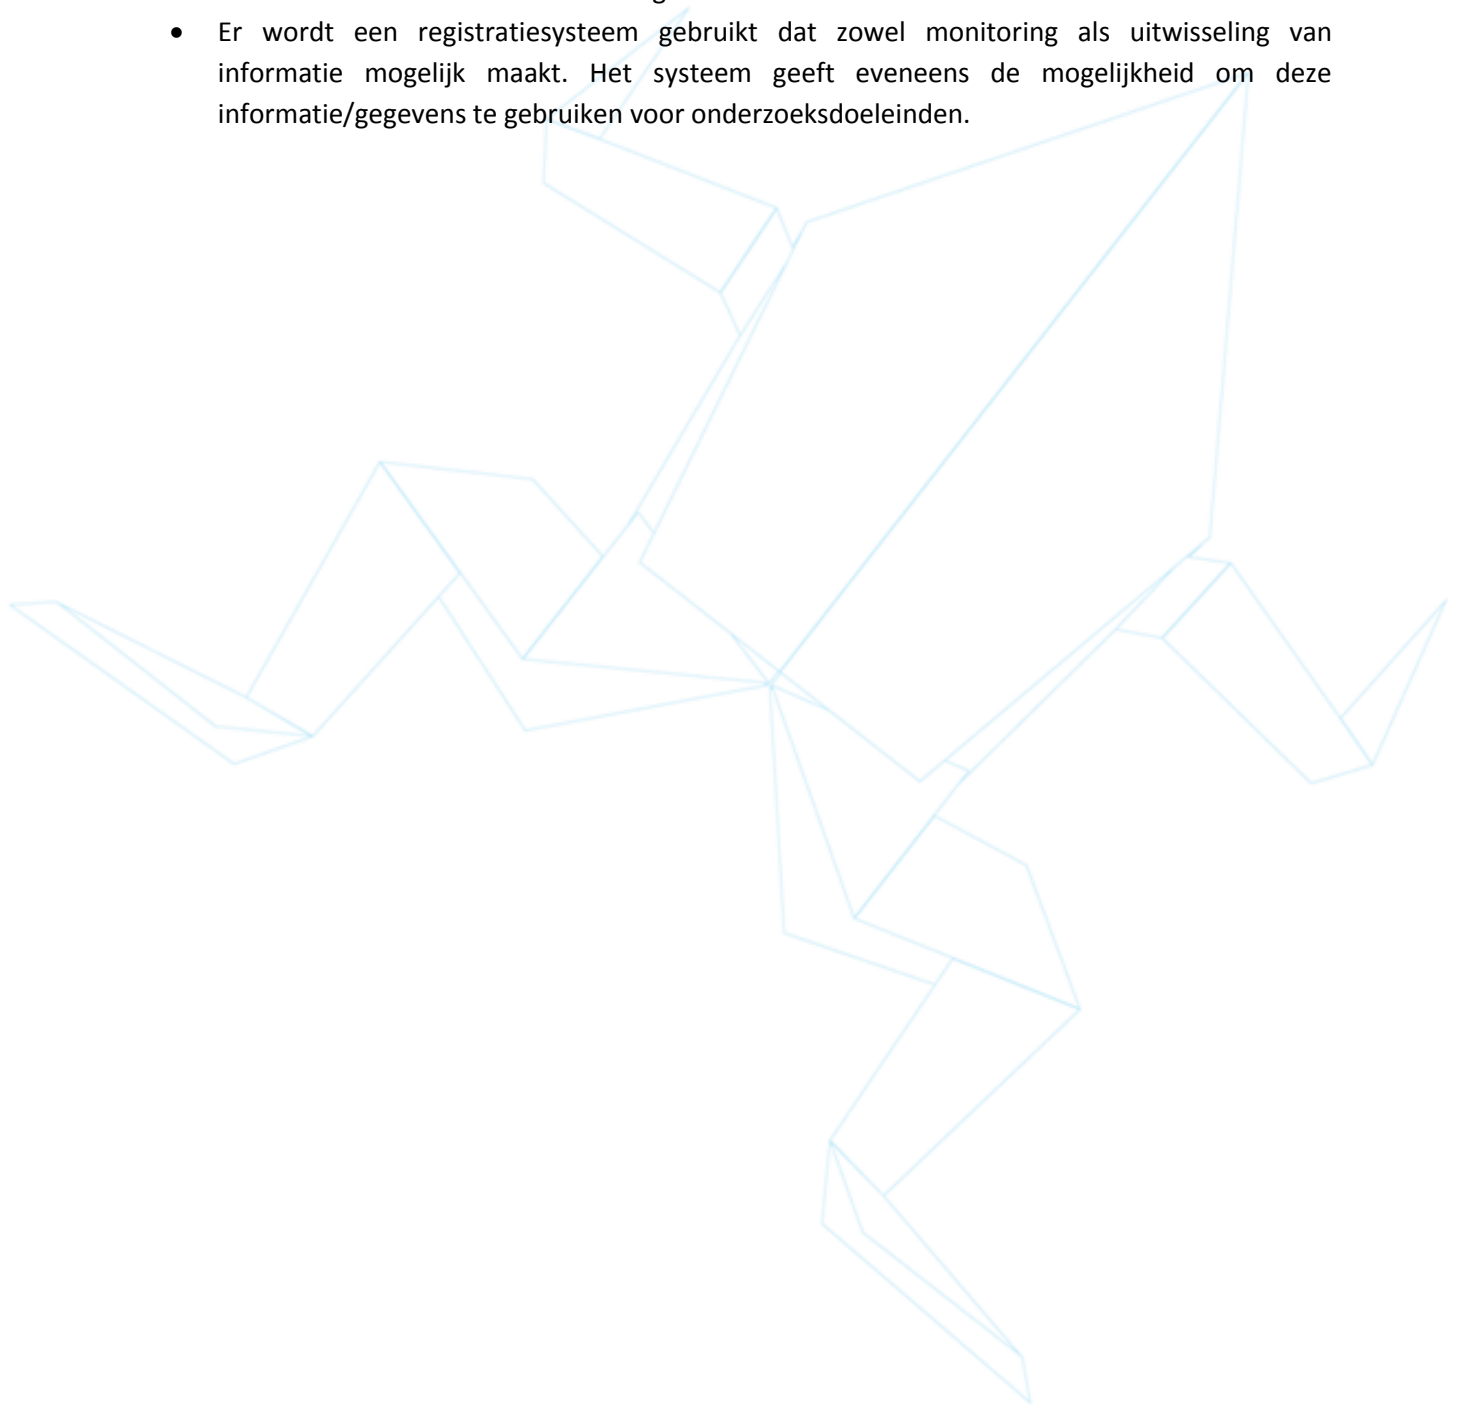 • Er wordt een registratiesysteem gebruikt dat zowel monitoring als uitwisseling van
informatie mogelijk maakt. Het systeem geeft eveneens de mogelijkheid om deze
informatie/gegevens te gebruiken voor onderzoeksdoeleinden.